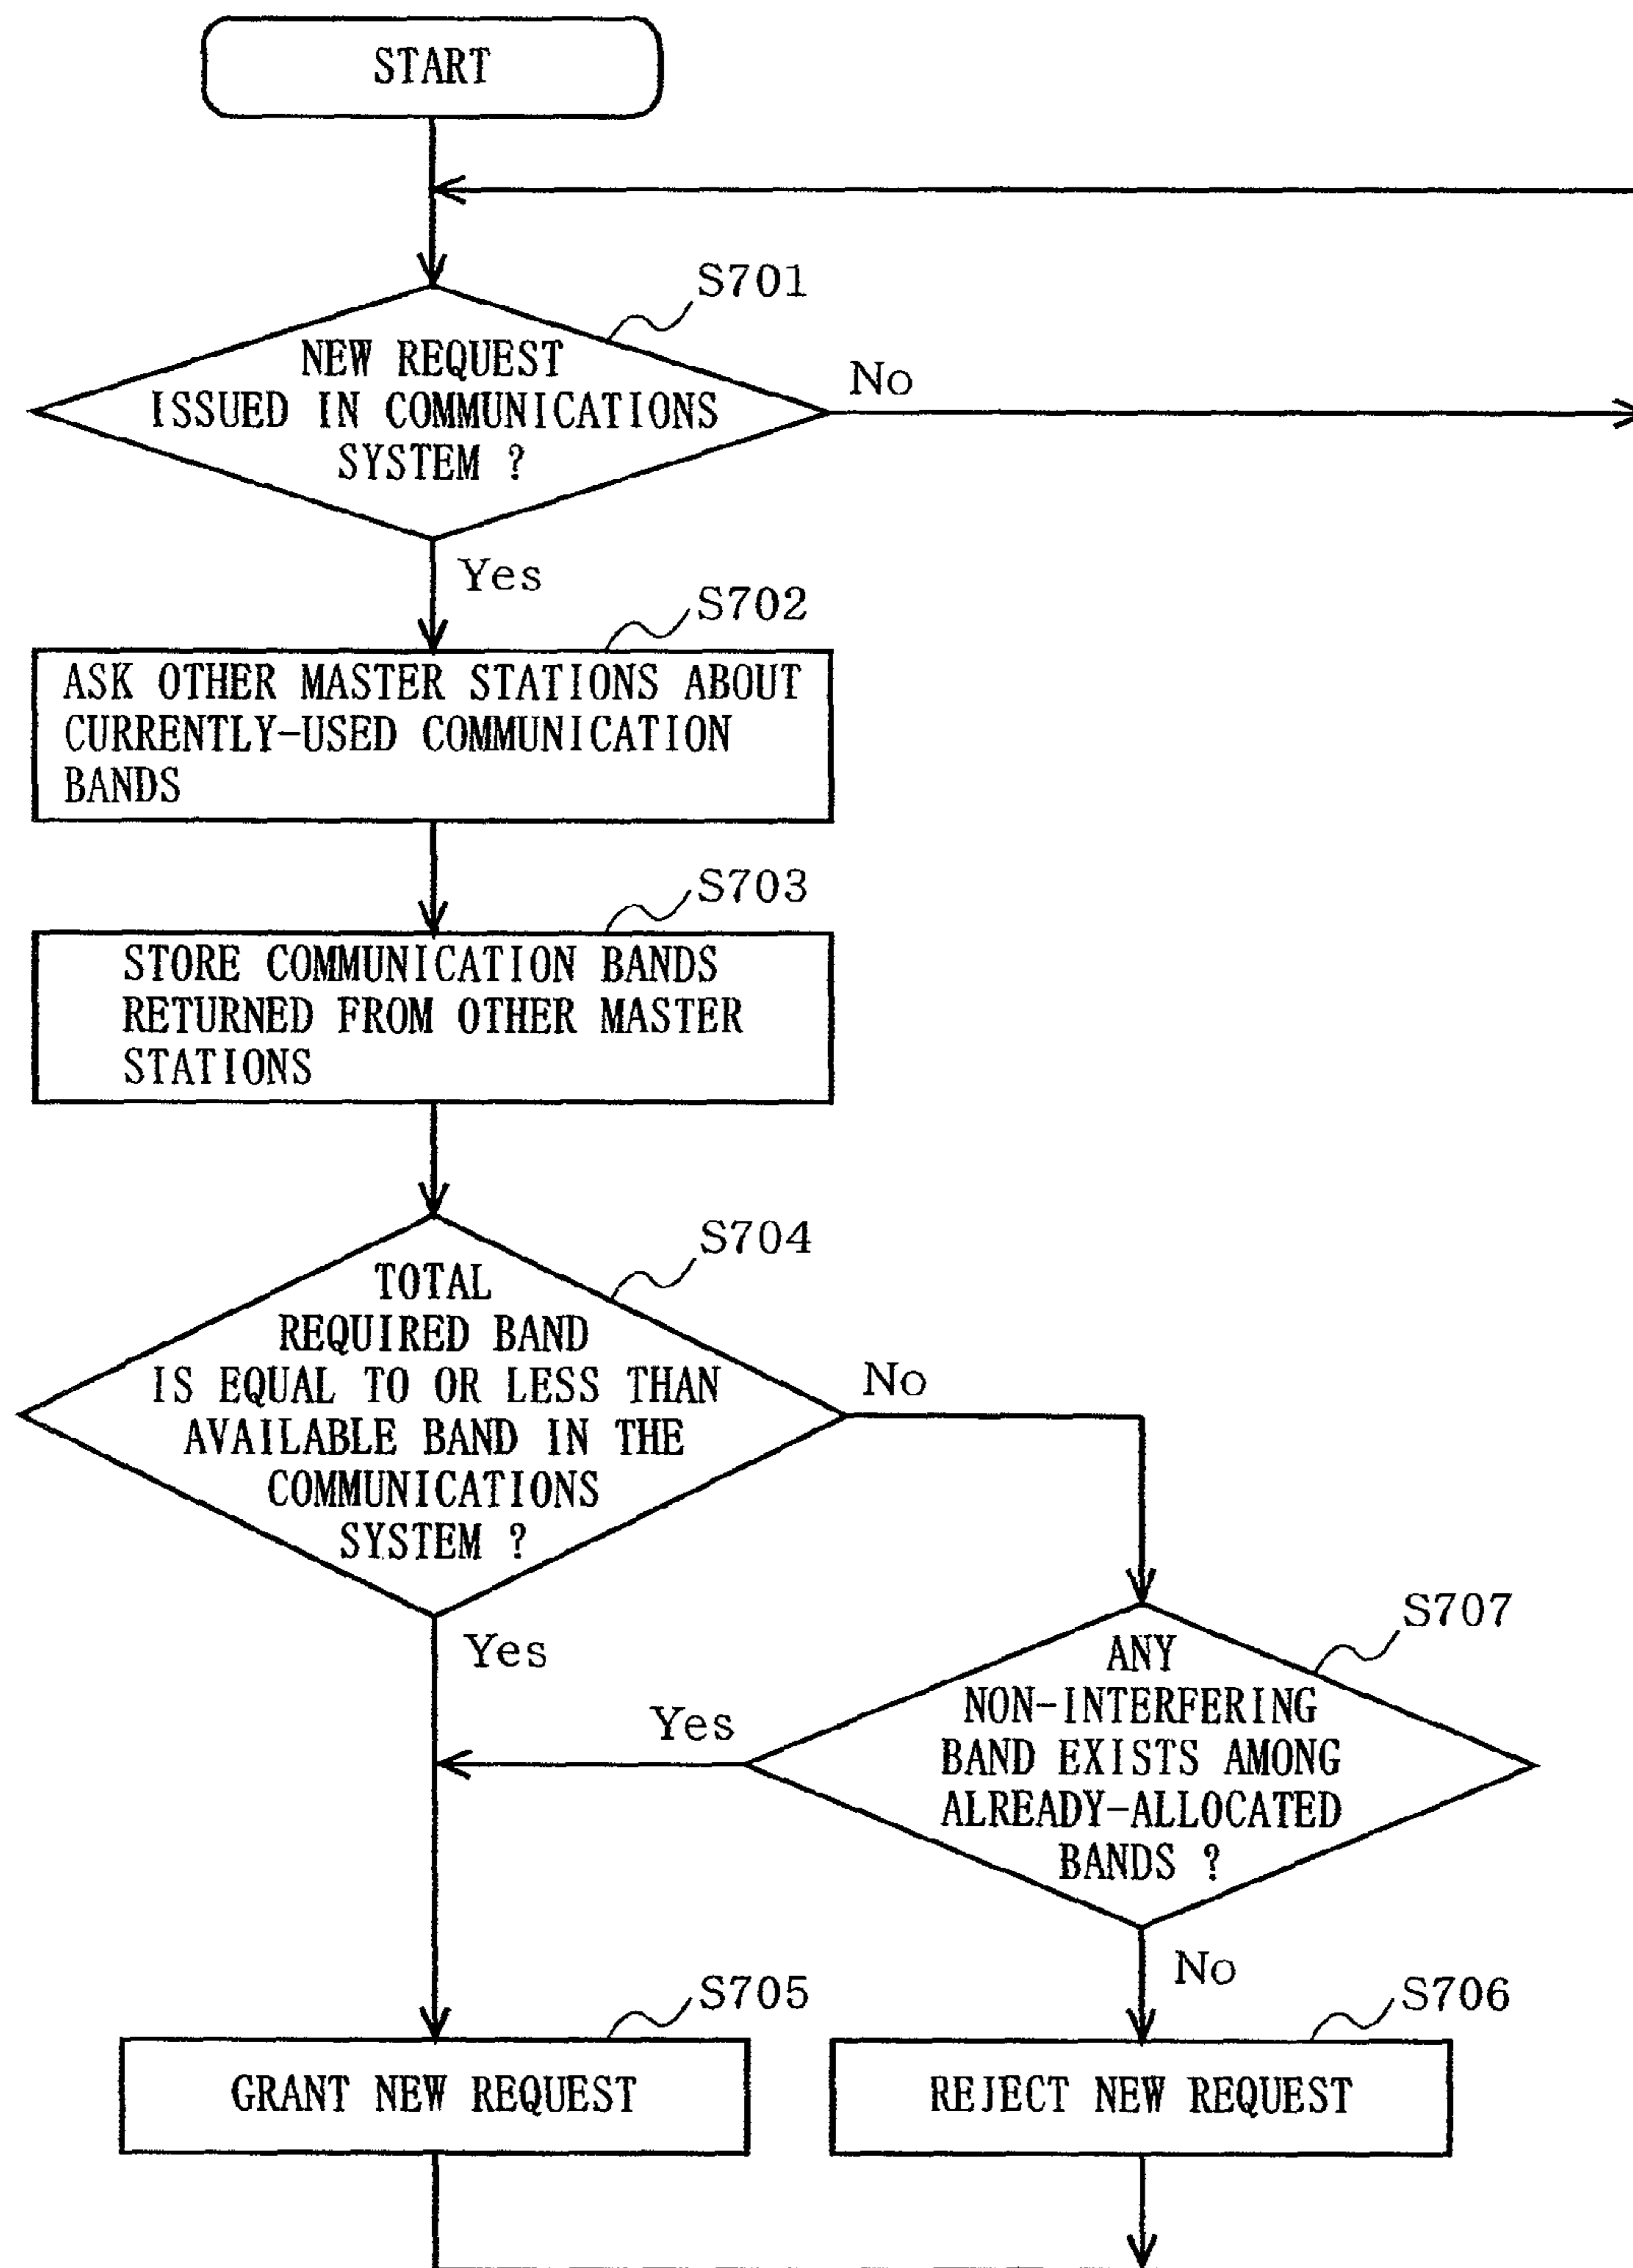 START
S701
NEW REQUEST
ISSUED IN COMMUNICATIONS
SYSTEM ?
No
Yes
S702
ASK OTHER MASTER STATIONS ABOUT
CURRENTLY-USED COMMUNICATION
BANDS
S703
STORE COMMUNICATION BANDS
RETURNED FROM OTHER MASTER
STATIONS
S704
TOTAL
REQUIRED BAND
IS EQUAL TO OR LESS THAN
AVAILABLE BAND IN THE
COMMUNICATIONS
SYSTEM ?
No
Yes
S707
ANY
NON-INTERFERING
BAND EXISTS AMONG
ALREADY-ALLOCATED
BANDS ?
Yes
No
S705
GRANT NEW REQUEST
S706
REJECT NEW REQUEST